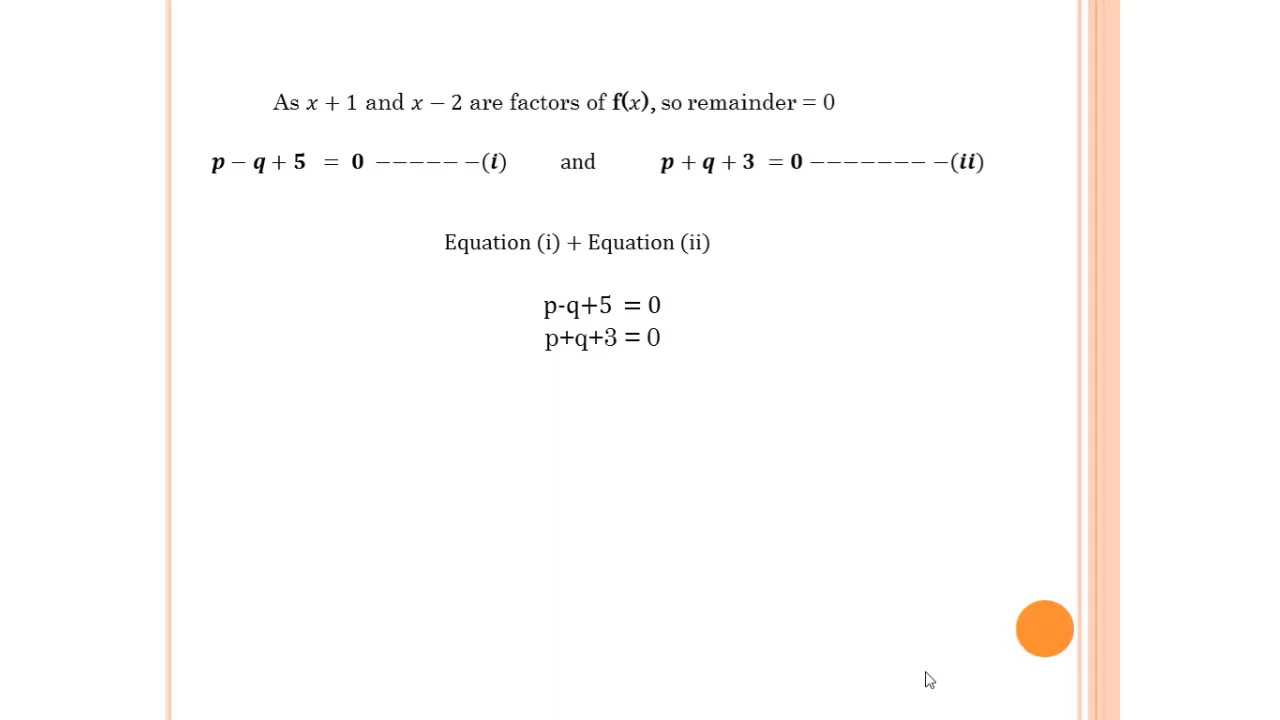 As x + 1 and x − 2 are factors of f(x), so remainder = 0
p − q + 5 = 0 −−−−−− −(i) and p + q + 3 = 0 −−−−−−− −(ii)
Equation (i) + Equation (ii)
p-q+5 = 0
p+q+3 = 0